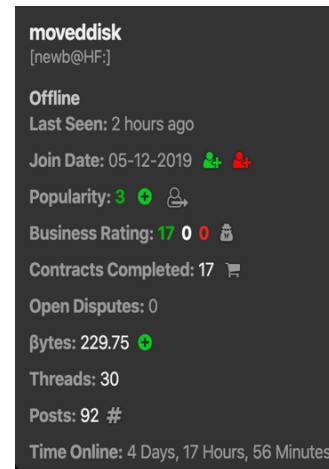 moveddisk
[newb@HF:]
Offline
Last Seen: 2 hours ago
Join Date: 05-12-2019
Popularity: 3
Business Rating: 17 0 0
Contracts Completed: 17
Open Disputes: 0
βytes: 229.75
Threads: 30
Posts: 92 #
Time Online: 4 Days, 17 Hours, 56 Minutes